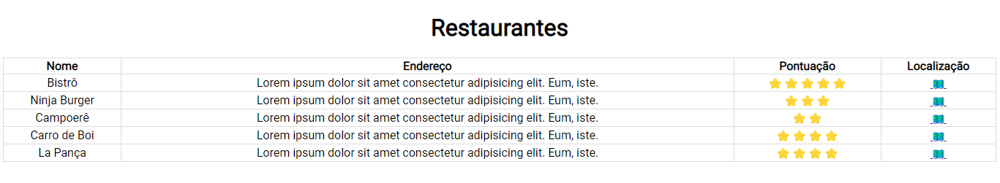 Restaurantes
Nome Endereço Pontuação Localização
Bistrô Lorem ipsum dolor sit amet consectetur adipisicing elit. Eum, iste.
Ninja Burger Lorem ipsum dolor sit amet consectetur adipisicing elit. Eum, iste.
Campoerê Lorem ipsum dolor sit amet consectetur adipisicing elit. Eum, iste.
Carro de Boi Lorem ipsum dolor sit amet consectetur adipisicing elit. Eum, iste.
La Pança Lorem ipsum dolor sit amet consectetur adipisicing elit. Eum, iste.